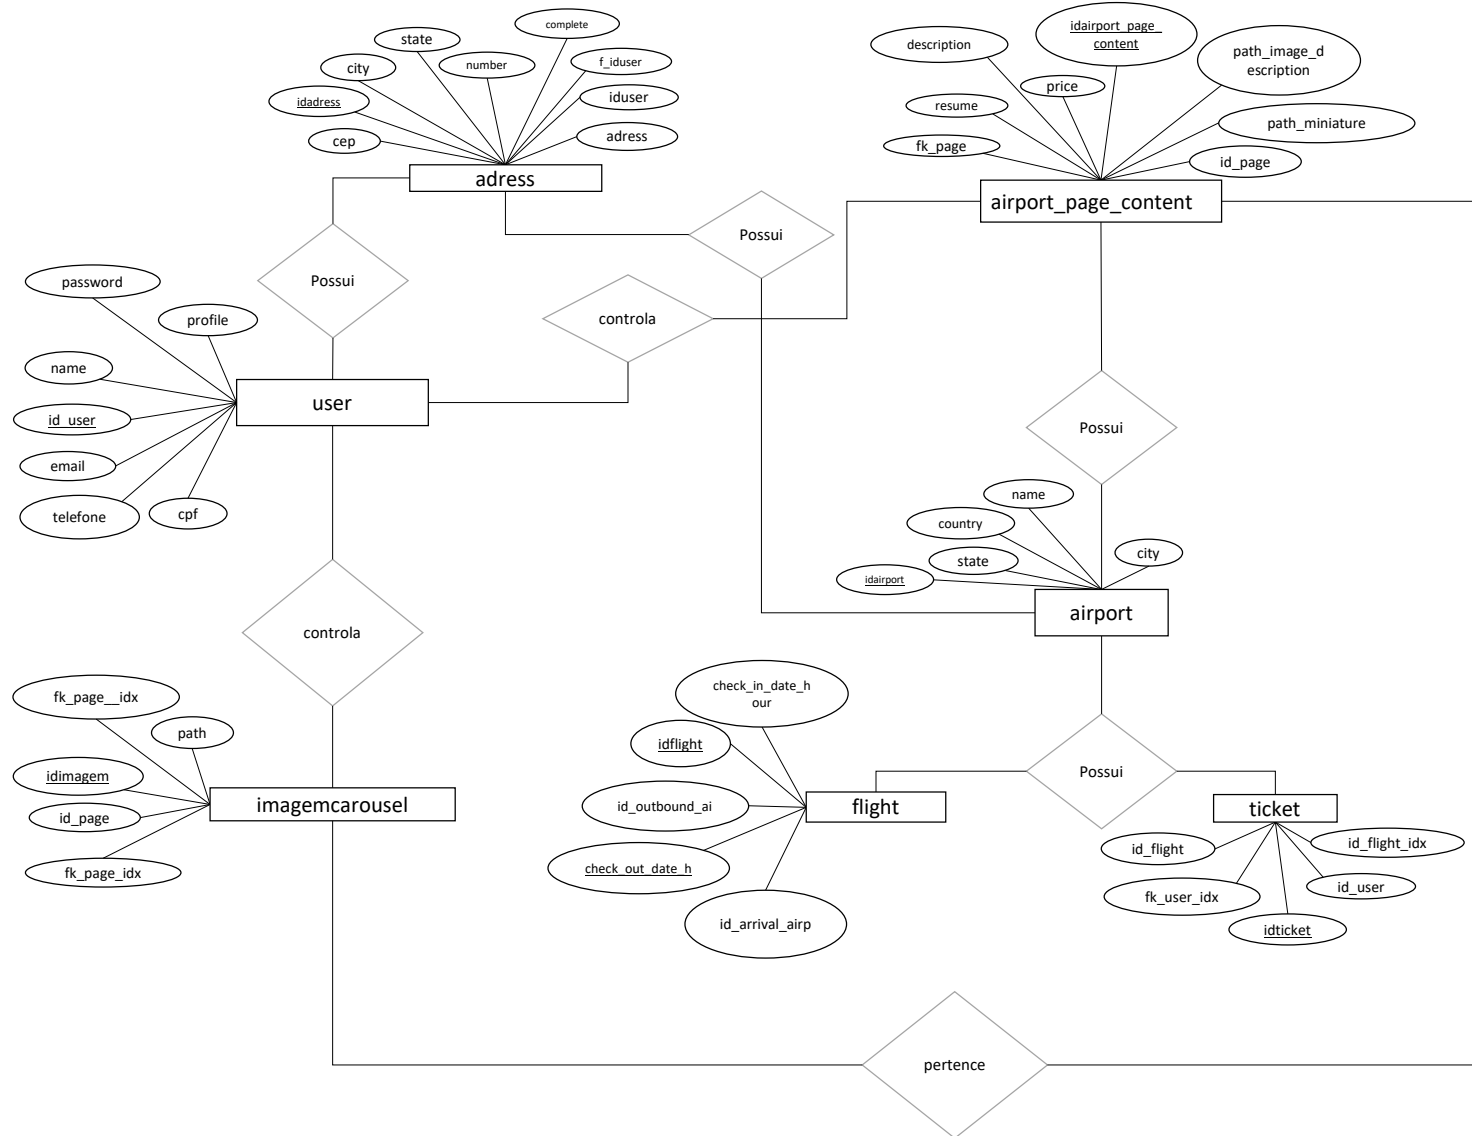 complete
state
number
f_iduser
city
idadress
iduser
cep
adress
adress
idairport_page_
content
description
path_image_d
escription
price
resume
path_miniature
fk_page
id_page
airport_page_content
Possui
Possui
controla
password
profile
name
id_user
email
telefone
cpf
user
Possui
name
country
state
city
idairport
airport
controla
fk_page__idx
path
idimagem
id_page
fk_page_idx
imagemcarousel
check_in_date_h
our
idflight
id_outbound_ai
check_out_date_h
id_arrival_airp
flight
Possui
ticket
id_flight
id_flight_idx
fk_user_idx
id_user
idticket
pertence